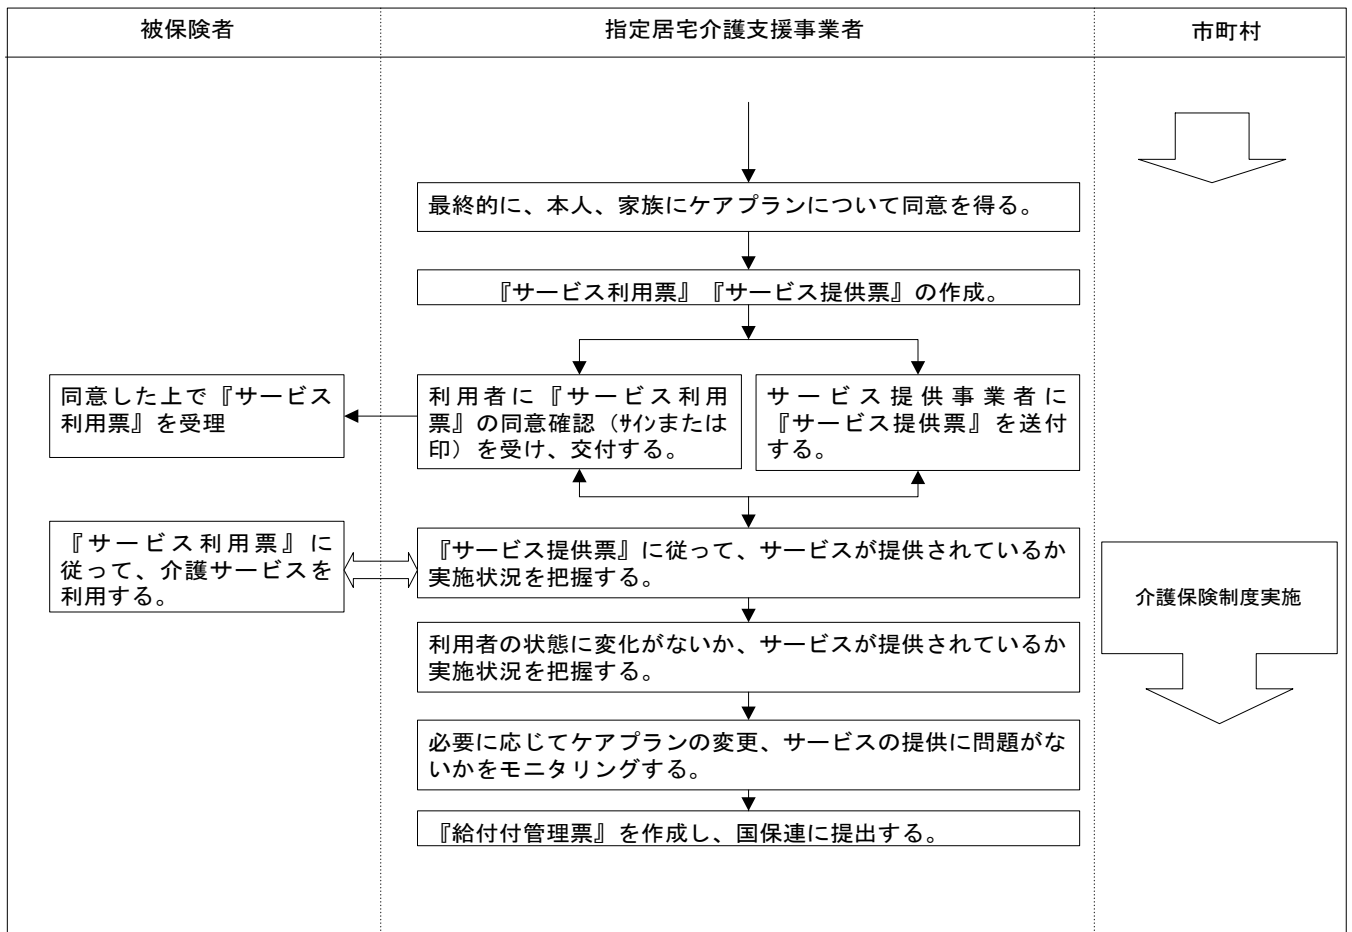 被保険者
指定居宅介護支援事業者
市町村
最終的に、本人、家族にケアプランについて同意を得る。
『サービス利用票』『サービス提供票』の作成。
同意した上で『サービス
利用票』を受理
利用者に『サービス利用
票』の同意確認（ｻｲﾝまたは
印）を受け、交付する。
サービス提供事業者に
『サービス提供票』を送付
する。
『サービス利用票』に
従って、介護サービスを
利用する。
『サービス提供票』に従って、サービスが提供されているか
実施状況を把握する。
介護保険制度実施
利用者の状態に変化がないか、サービスが提供されているか
実施状況を把握する。
必要に応じてケアプランの変更、サービスの提供に問題がな
いかをモニタリングする。
『給付付管理票』を作成し、国保連に提出する。